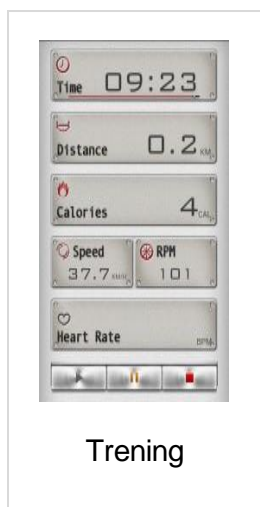 Time 09:23
Distance 0.2 KM
Calories 4 CAL
Speed RPM
37.7 KM/H 101
Heart Rate BPM
Trening